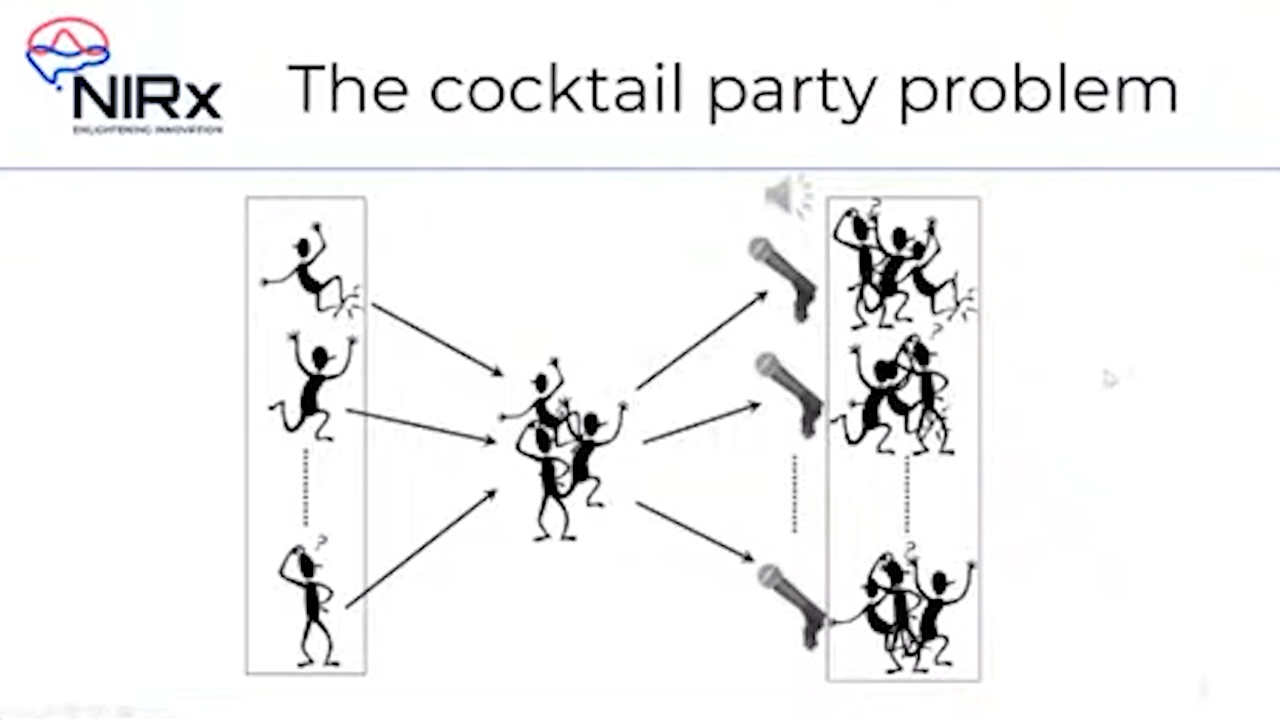 NIRx
ENLIGHTENING INNOVATION
The cocktail party problem
?
?
?
?